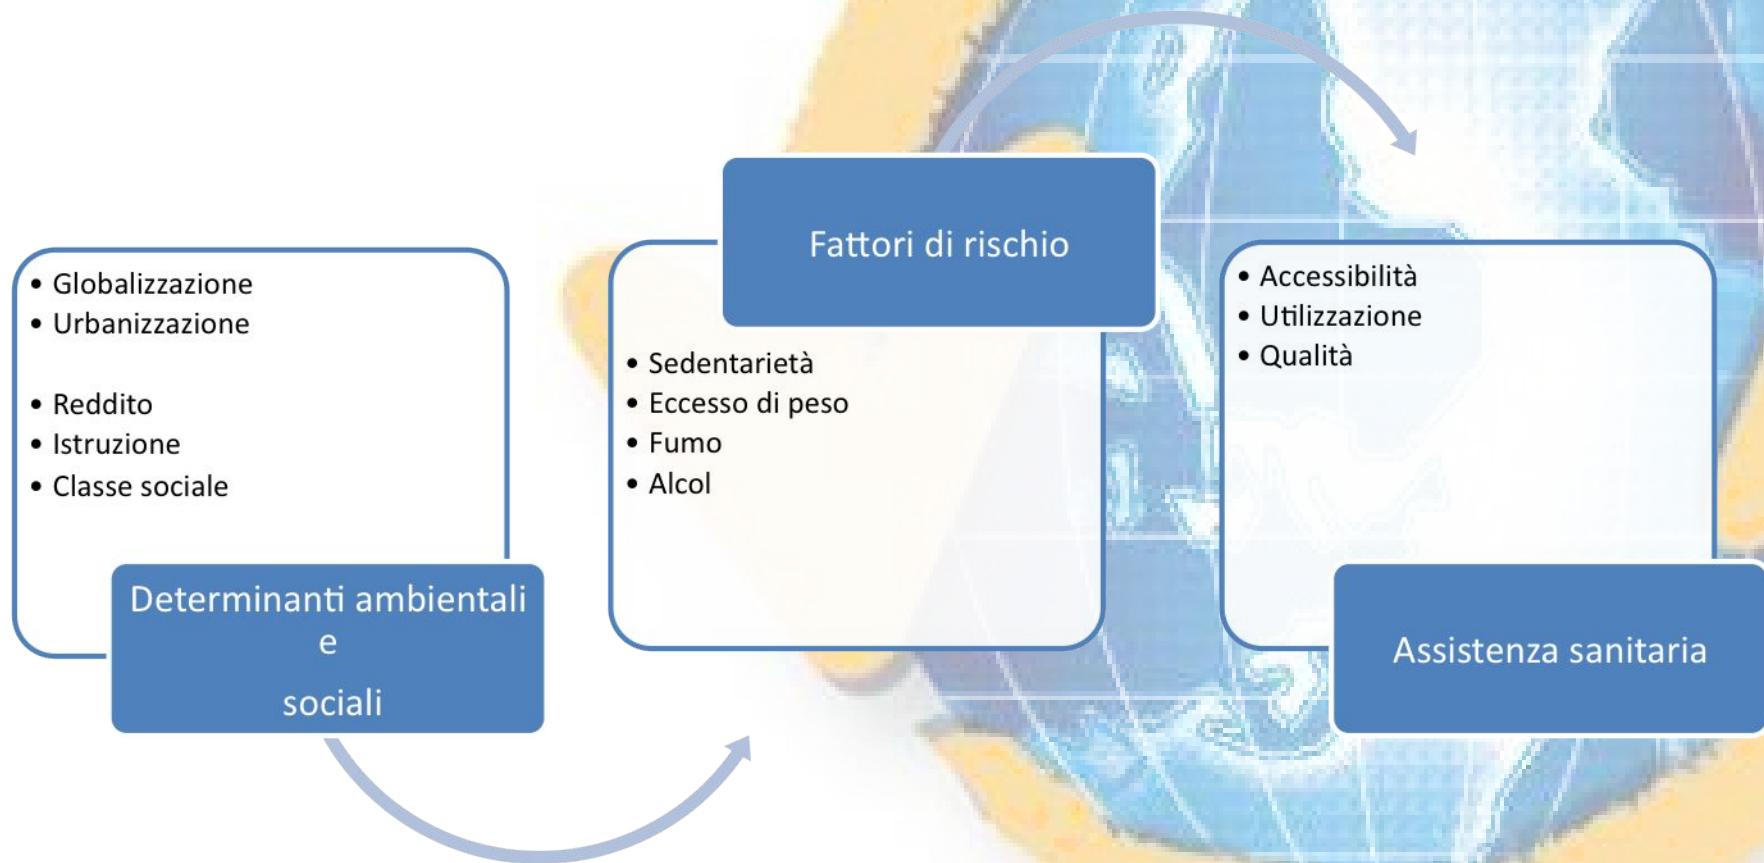 • Globalizzazione
• Urbanizzazione
• Reddito
• Istruzione
• Classe sociale
Determinanti ambientali
e
sociali
Fattori di rischio
• Sedentarietà
• Eccesso di peso
• Fumo
• Alcol
• Accessibilità
• Utilizzazione
• Qualità
Assistenza sanitaria